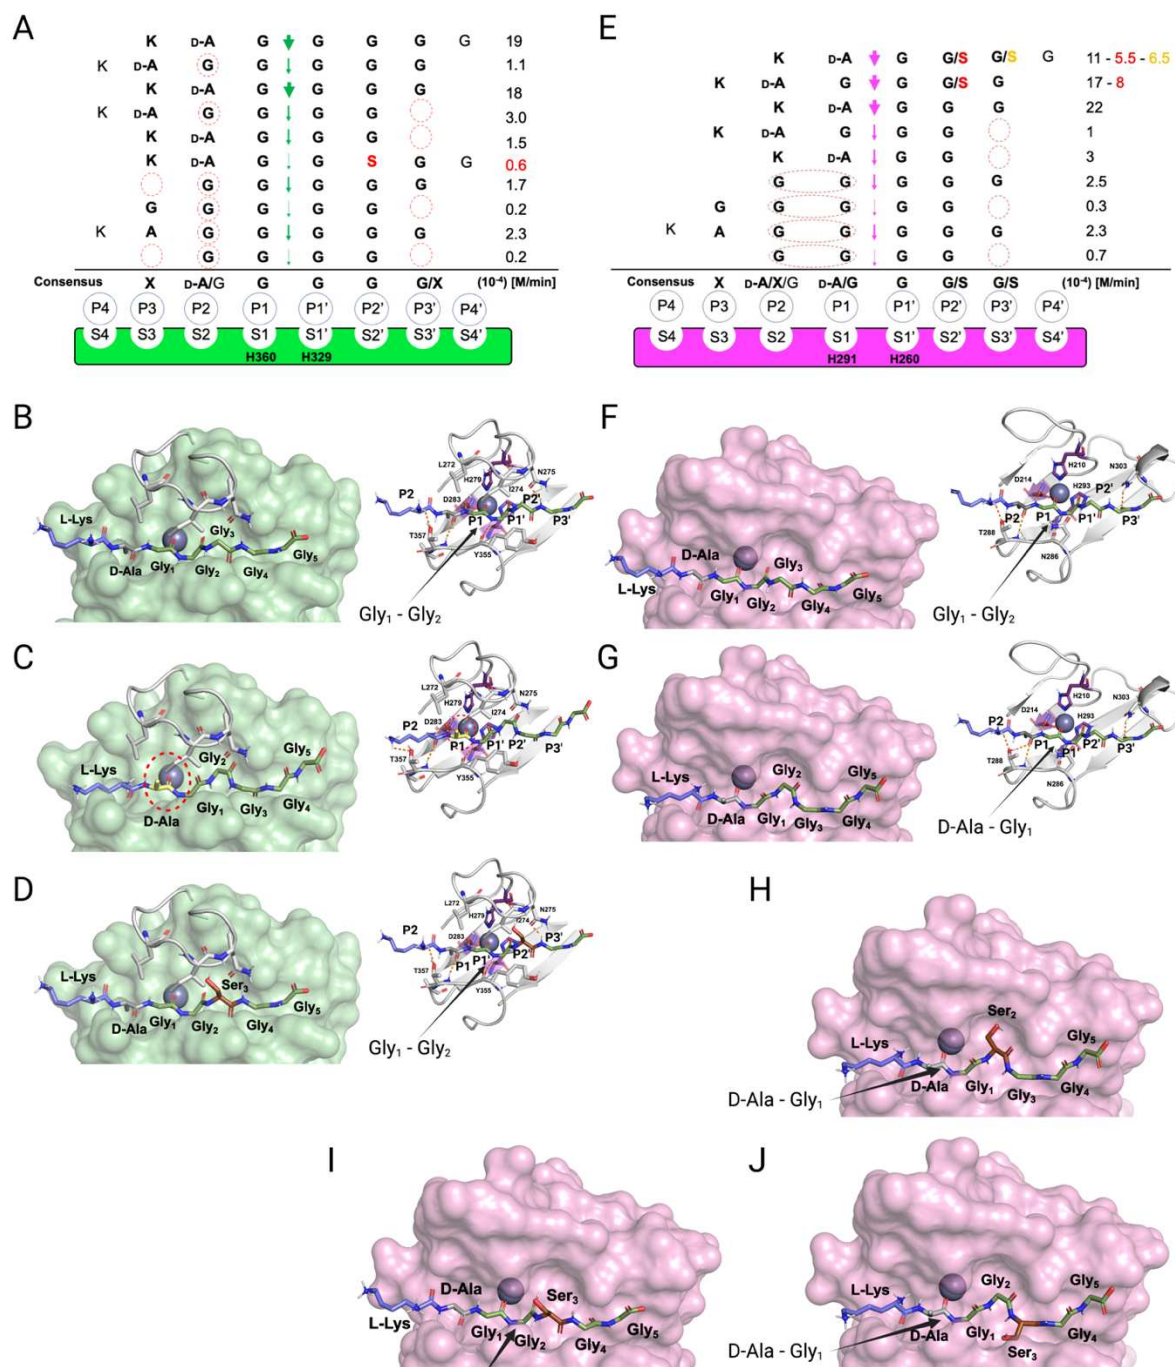 A
K D-A G G G G G 19
K D-A G G G G 1.1
K D-A G G G G 18
K D-A G G G G 3.0
K D-A G G G 1.5
K D-A G G S G G 0.6
G G G G G 1.7
G G G G G 0.2
K A G G G G 2.3
G G G G 0.2
Consensus X D-A/G G G G G/X (10⁻⁴) [M/min]
P4 P3 P2 P1 P1' P2' P3' P4'
S4 S3 S2 S1 S1' S2' S3' S4'
H360 H329
E
K D-A G G/S G/S G 11 - 5.5 - 6.5
K D-A G G G/S G 17 - 8
K D-A G G G 22
K D-A G G G 1
K D-A G G 3
G G G G G 2.5
G G G G G 0.3
K A G G G G 2.3
G G G G 0.7
Consensus X D-A/X/G D-A/G G G/S G/S (10⁻⁴) [M/min]
P4 P3 P2 P1 P1' P2' P3' P4'
S4 S3 S2 S1 S1' S2' S3' S4'
H291 H260
B
L-Lys
D-Ala
Gly₁
Gly₂
Gly₃
Gly₄
Gly₅
L272
H279
N275
I274
D283
T357
Y355
P2
P1
P1'
P2'
P3'
Gly₁ - Gly₂
F
L-Lys
D-Ala
Gly₁
Gly₂
Gly₃
Gly₄
Gly₅
H210
N303
D214
H293
T288
N286
P2
P1
P1'
P2'
P3'
Gly₁ - Gly₂
C
L-Lys
D-Ala
Gly₁
Gly₂
Gly₃
Gly₄
Gly₅
L272
H279
N275
I274
D283
T357
Y355
P2
P1
P1'
P2'
P3'
G
L-Lys
D-Ala
Gly₁
Gly₂
Gly₃
Gly₄
Gly₅
H210
N303
D214
H293
T288
N286
P2
P1
P1'
P2'
P3'
D-Ala - Gly₁
D
L-Lys
D-Ala
Gly₁
Gly₂
Ser₃
Gly₄
Gly₅
L272
H279
N275
I274
D283
T357
Y355
P2
P1
P1'
P2'
P3'
Gly₁ - Gly₂
H
L-Lys
D-Ala
Gly₁
Ser₂
Gly₃
Gly₄
Gly₅
D-Ala - Gly₁
I
L-Lys
D-Ala
Gly₁
Gly₂
Ser₃
Gly₄
Gly₅
J
L-Lys
D-Ala
Gly₁
Gly₂
Ser₃
Gly₄
Gly₅
D-Ala - Gly₁